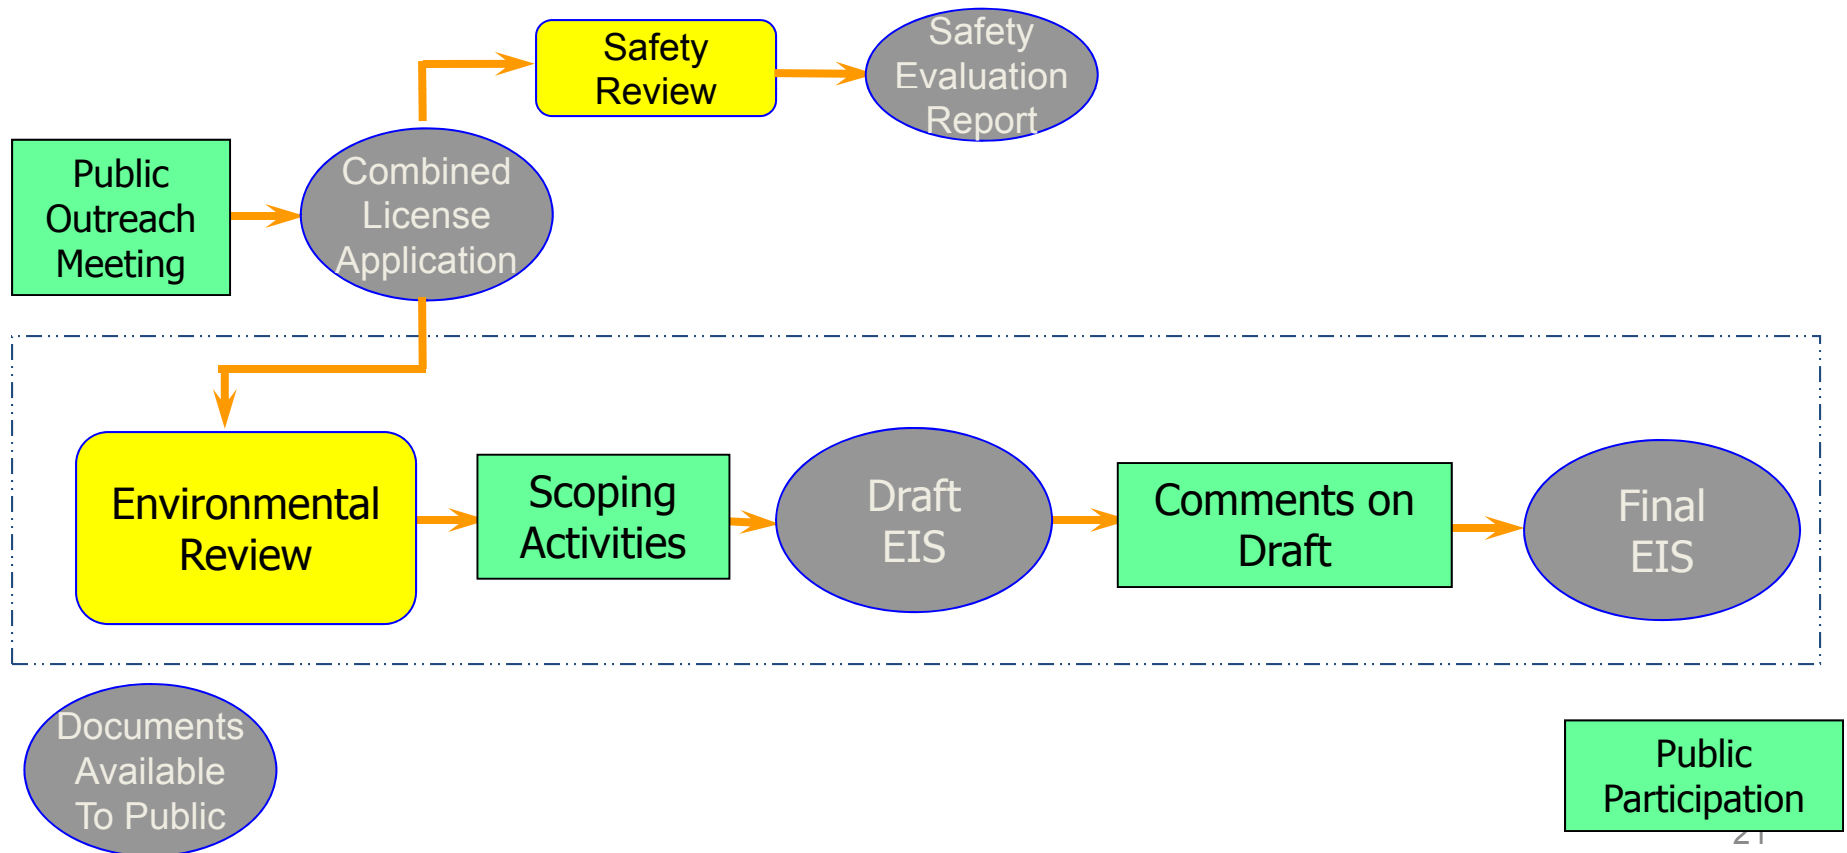 Safety
Review
Safety
Evaluation
Report
Public
Outreach
Meeting
Combined
License
Application
Environmental
Review
Scoping
Activities
Draft
EIS
Comments on
Draft
Final
EIS
Documents
Available
To Public
Public
Participation
21